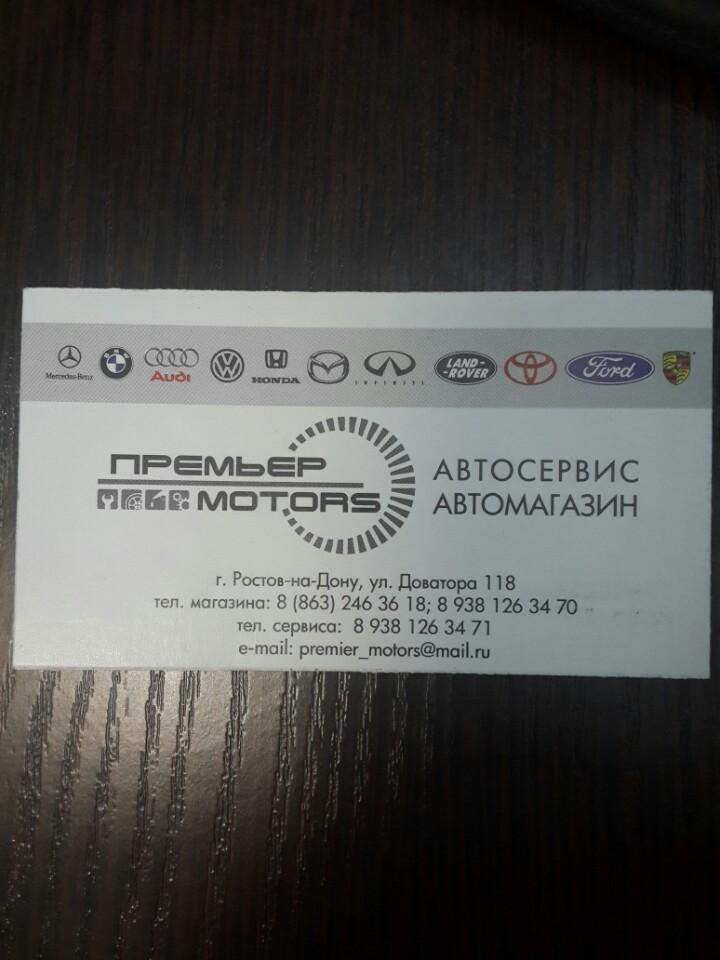 Mercedes-Benz Audi HONDA INFINITI LAND-ROVER Ford
ПРЕМЬЕР
MOTORS
АВТОСЕРВИС
АВТОМАГАЗИН
г. Ростов-на-Дону, ул. Доватора 118
тел. магазина: 8 (863) 246 36 18; 8 938 126 34 70
тел. сервиса: 8 938 126 34 71
e-mail: premier_motors@mail.ru